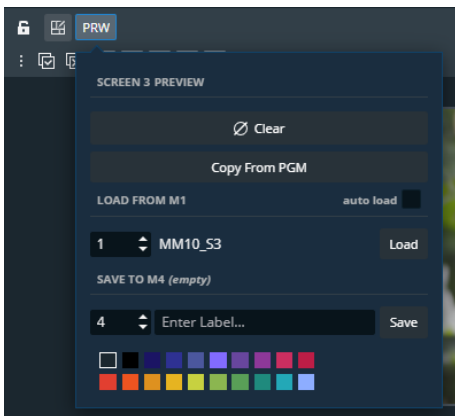 PRW
SCREEN 3 PREVIEW
Clear
Copy From PGM
LOAD FROM M1 auto load
1 MM10_S3 Load
SAVE TO M4 (empty)
4 Enter Label... Save